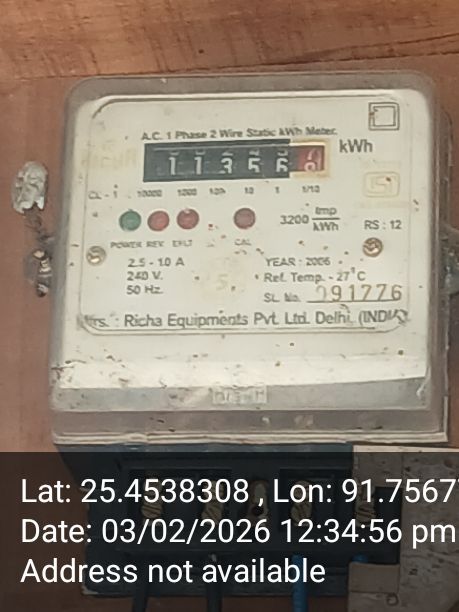 A.C. 1 Phase 2 Wire Static kWh Meter.
11356 kWh
CL - 1 10000 1000 100 10 1 1/10
3200 imp/kWh RS : 12
POWER REV. E/LT CAL
2.5 - 10 A YEAR : 2006
240 V. Ref. Temp. - 27°C
50 Hz. SL. No. 091776
Mfrs. : Richa Equipments Pvt. Ltd. Delhi. (INDIA)
Lat: 25.4538308 , Lon: 91.7567
Date: 03/02/2026 12:34:56 pm
Address not available